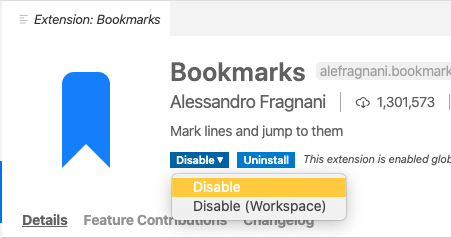 Extension: Bookmarks
Bookmarks alefragnani.bookmark
Alessandro Fragnani 1,301,573
Mark lines and jump to them
Disable Uninstall This extension is enabled glob
Disable
Disable (Workspace)
Details Feature Contributions Changelog